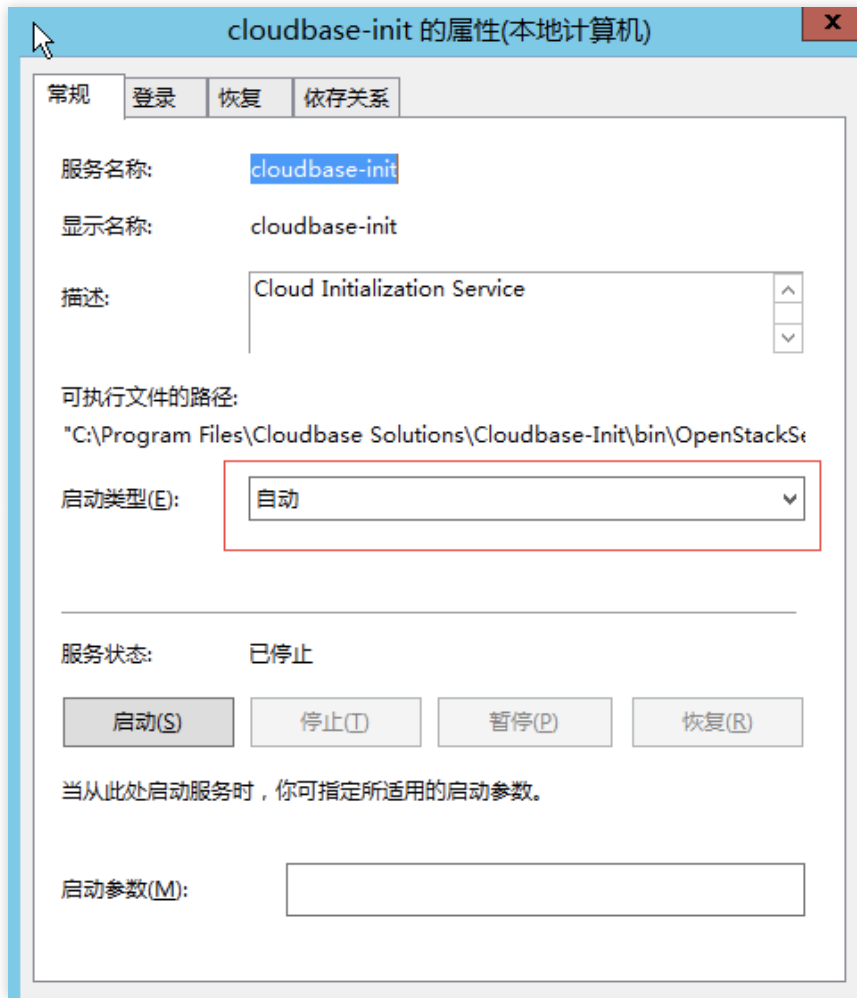 cloudbase-init 的属性(本地计算机)
x
常规 登录 恢复 依存关系
服务名称: cloudbase-init
显示名称: cloudbase-init
描述: Cloud Initialization Service
可执行文件的路径:
"C:\Program Files\Cloudbase Solutions\Cloudbase-Init\bin\OpenStackSe
启动类型(E): 自动
服务状态: 已停止
启动(S) 停止(T) 暂停(P) 恢复(R)
当从此处启动服务时，你可指定所适用的启动参数。
启动参数(M):